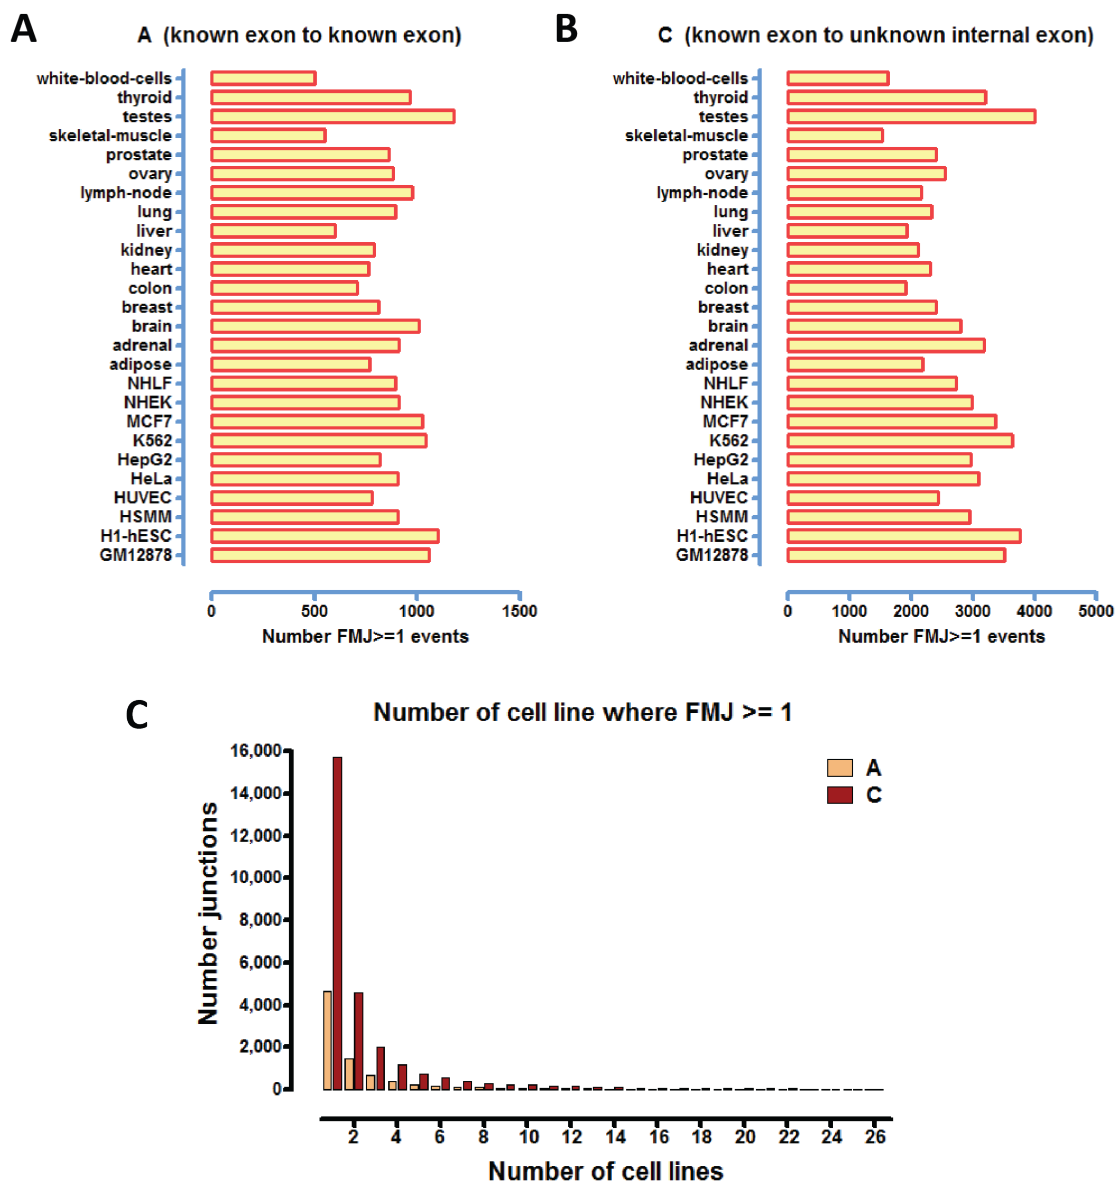 A
A (known exon to known exon)
white-blood-cells
thyroid
testes
skeletal-muscle
prostate
ovary
lymph-node
lung
liver
kidney
heart
colon
breast
brain
adrenal
adipose
NHLF
NHEK
MCF7
K562
HepG2
HeLa
HUVEC
HSMM
H1-hESC
GM12878
0 500 1000 1500
Number FMJ>=1 events
B
C (known exon to unknown internal exon)
white-blood-cells
thyroid
testes
skeletal-muscle
prostate
ovary
lymph-node
lung
liver
kidney
heart
colon
breast
brain
adrenal
adipose
NHLF
NHEK
MCF7
K562
HepG2
HeLa
HUVEC
HSMM
H1-hESC
GM12878
0 1000 2000 3000 4000 5000
Number FMJ>=1 events
C
Number of cell line where FMJ >= 1
A
C
Number junctions
16,000
14,000
12,000
10,000
8,000
6,000
4,000
2,000
0
2 4 6 8 10 12 14 16 18 20 22 24 26
Number of cell lines